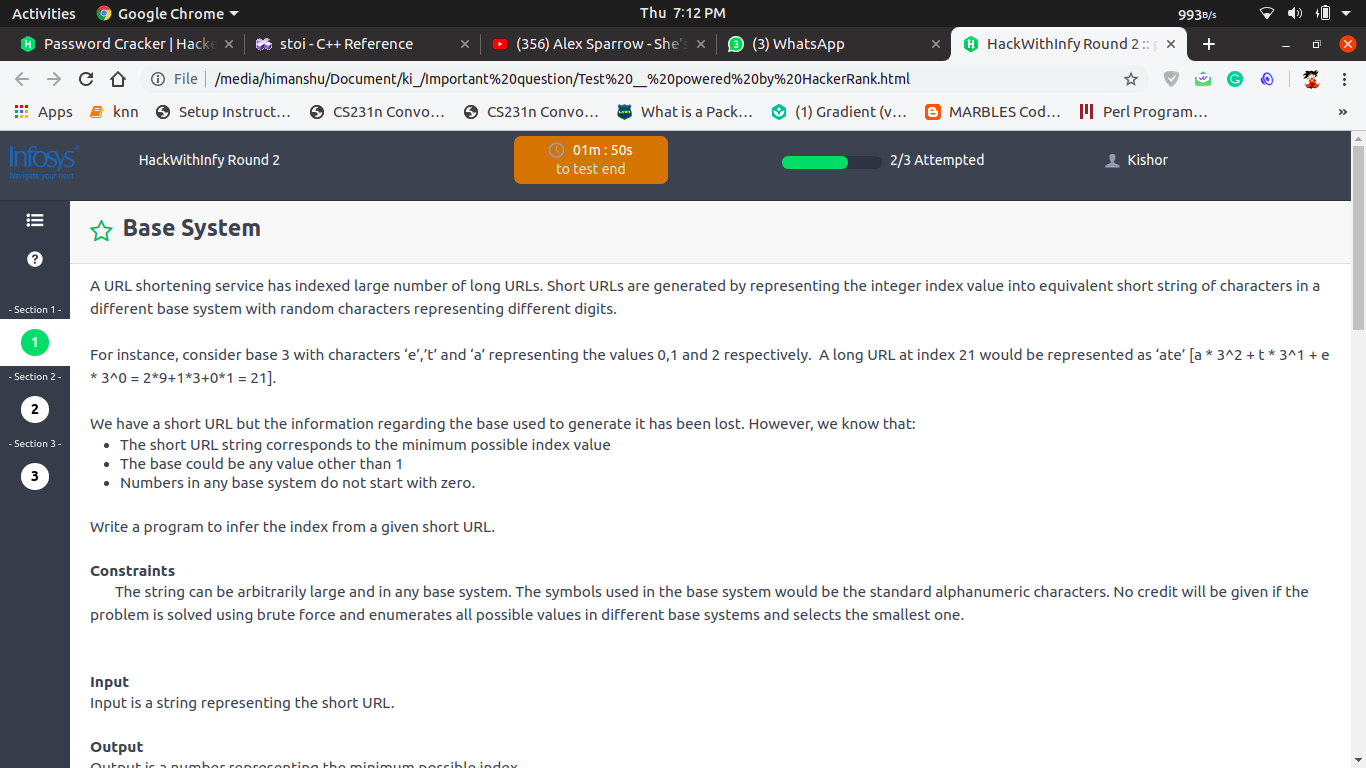 Activities Google Chrome Thu 7:12 PM 993B/s
Password Cracker | Hacke stoi - C++ Reference (356) Alex Sparrow - She's (3) WhatsApp HackWithInfy Round 2 :: p
File /media/himanshu/Document/ki_/Important%20question/Test%20__%20powered%20by%20HackerRank.html
Apps knn Setup Instruct... CS231n Convo... CS231n Convo... What is a Pack... (1) Gradient (v... MARBLES Cod... Perl Program... »
Infosys
Navigate your next
HackWithInfy Round 2
01m : 50s
to test end
2/3 Attempted
Kishor
Base System
- Section 1 -
1
- Section 2 -
2
- Section 3 -
3
A URL shortening service has indexed large number of long URLs. Short URLs are generated by representing the integer index value into equivalent short string of characters in a
different base system with random characters representing different digits.
For instance, consider base 3 with characters ‘e’,’t’ and ‘a’ representing the values 0,1 and 2 respectively. A long URL at index 21 would be represented as ‘ate’ [a * 3^2 + t * 3^1 + e
* 3^0 = 2*9+1*3+0*1 = 21].
We have a short URL but the information regarding the base used to generate it has been lost. However, we know that:
• The short URL string corresponds to the minimum possible index value
• The base could be any value other than 1
• Numbers in any base system do not start with zero.
Write a program to infer the index from a given short URL.
Constraints
The string can be arbitrarily large and in any base system. The symbols used in the base system would be the standard alphanumeric characters. No credit will be given if the
problem is solved using brute force and enumerates all possible values in different base systems and selects the smallest one.
Input
Input is a string representing the short URL.
Output
Output is a number representing the minimum possible index